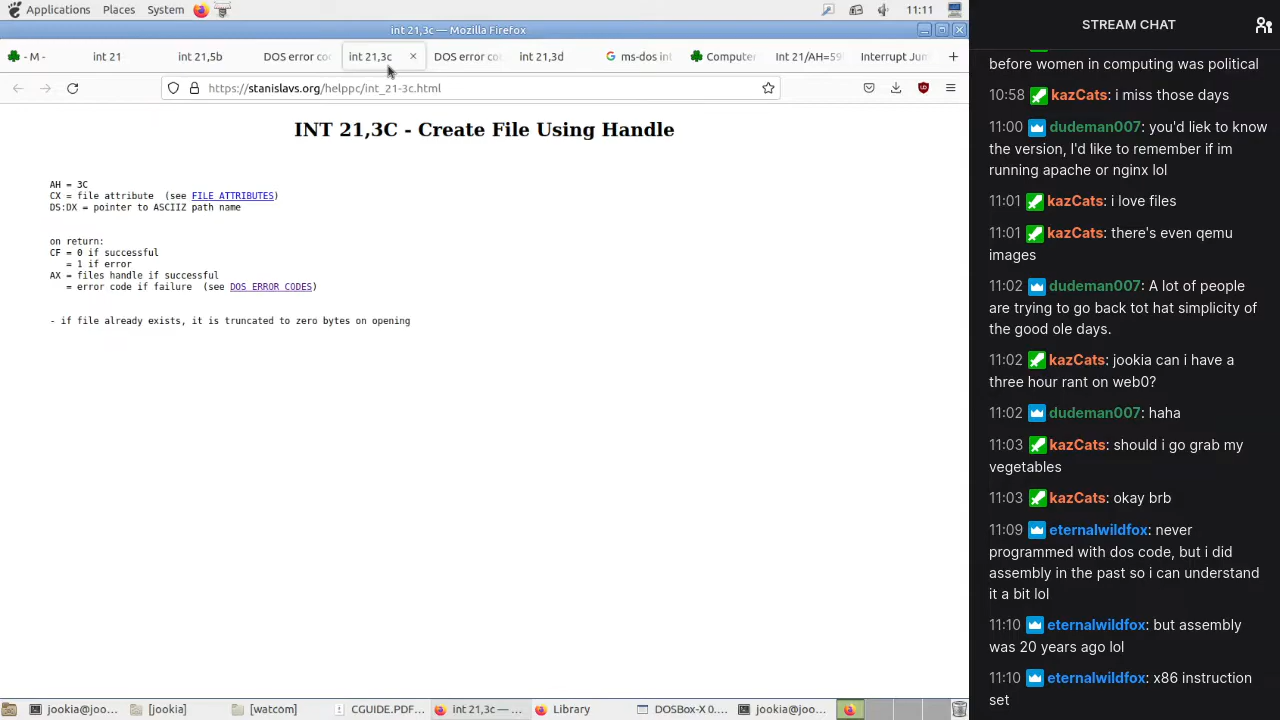 Applications Places System 11:11
int 21,3c — Mozilla Firefox
- M - int 21 int 21,5b DOS error co int 21,3c DOS error co int 21,3d ms-dos int Computer Int 21/AH=59 Interrupt Jum
https://stanislavs.org/helppc/int_21-3c.html
INT 21,3C - Create File Using Handle
AH = 3C
CX = file attribute (see FILE ATTRIBUTES)
DS:DX = pointer to ASCIIZ path name
on return:
CF = 0 if successful
= 1 if error
AX = files handle if successful
= error code if failure (see DOS ERROR CODES)
- if file already exists, it is truncated to zero bytes on opening
jookia@joo... [jookia] [watcom] CGUIDE.PDF... int 21,3c — ... Library DOSBox-X 0.... jookia@joo...
STREAM CHAT
before women in computing was political
10:58 kazCats: i miss those days
11:00 dudeman007: you'd liek to know
the version, I'd like to remember if im
running apache or nginx lol
11:01 kazCats: i love files
11:01 kazCats: there's even qemu
images
11:02 dudeman007: A lot of people
are trying to go back tot hat simplicity of
the good ole days.
11:02 kazCats: jookia can i have a
three hour rant on web0?
11:02 dudeman007: haha
11:03 kazCats: should i go grab my
vegetables
11:03 kazCats: okay brb
11:09 eternalwildfox: never
programmed with dos code, but i did
assembly in the past so i can understand
it a bit lol
11:10 eternalwildfox: but assembly
was 20 years ago lol
11:10 eternalwildfox: x86 instruction
set